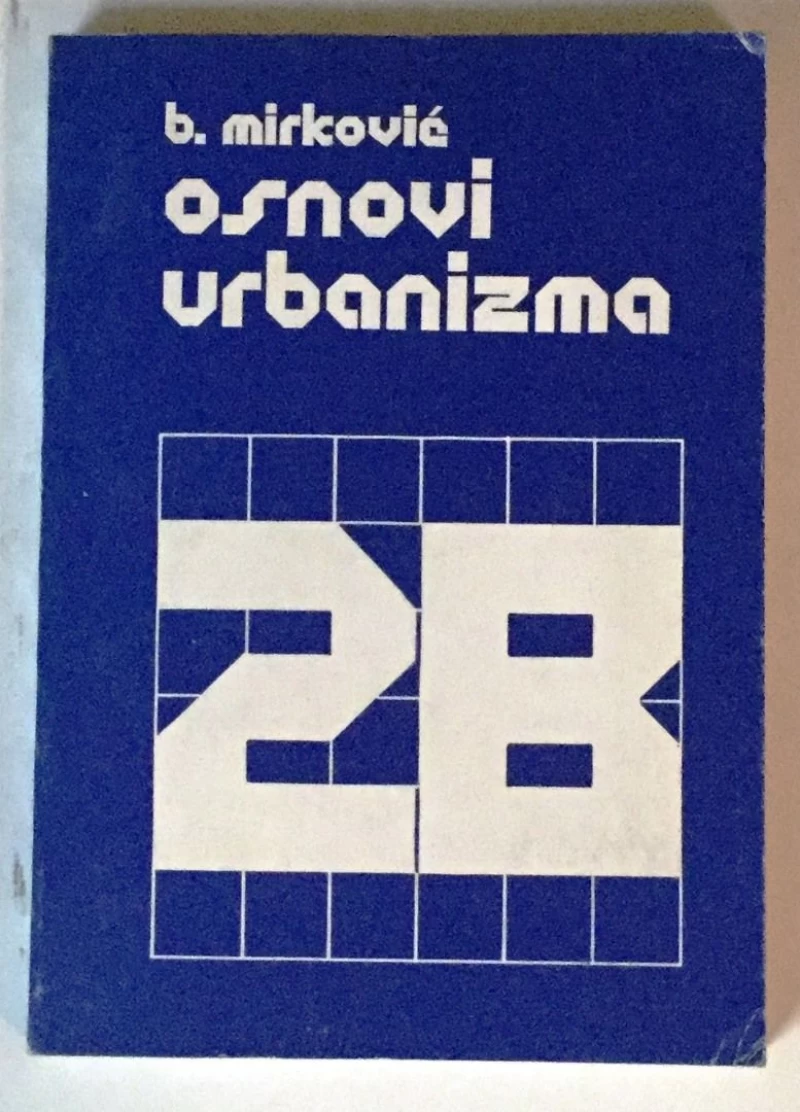 b. mirković
osnovi
urbanizma
2B